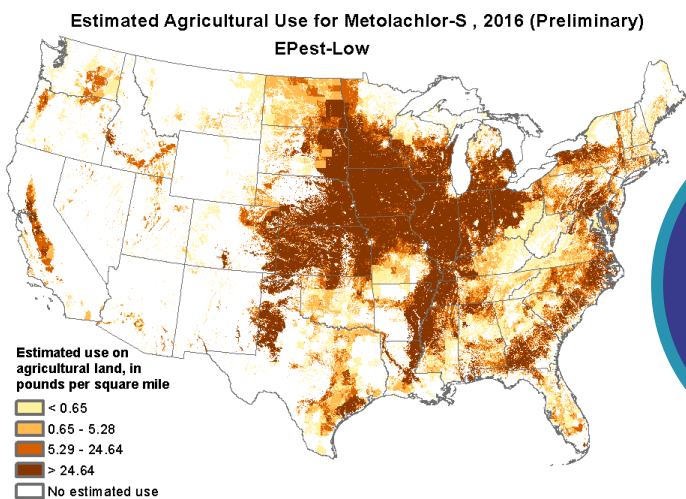 Estimated Agricultural Use for Metolachlor-S , 2016 (Preliminary)
EPest-Low
Estimated use on
agricultural land, in
pounds per square mile
< 0.65
0.65 - 5.28
5.29 - 24.64
> 24.64
No estimated use